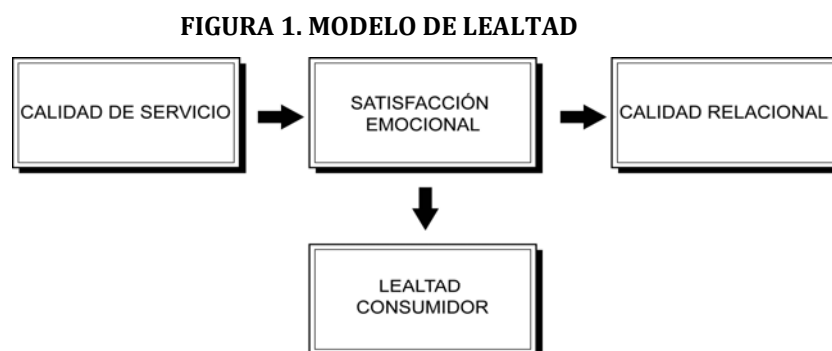 FIGURA 1. MODELO DE LEALTAD
CALIDAD DE SERVICIO
SATISFACCIÓN
EMOCIONAL
CALIDAD RELACIONAL
LEALTAD
CONSUMIDOR